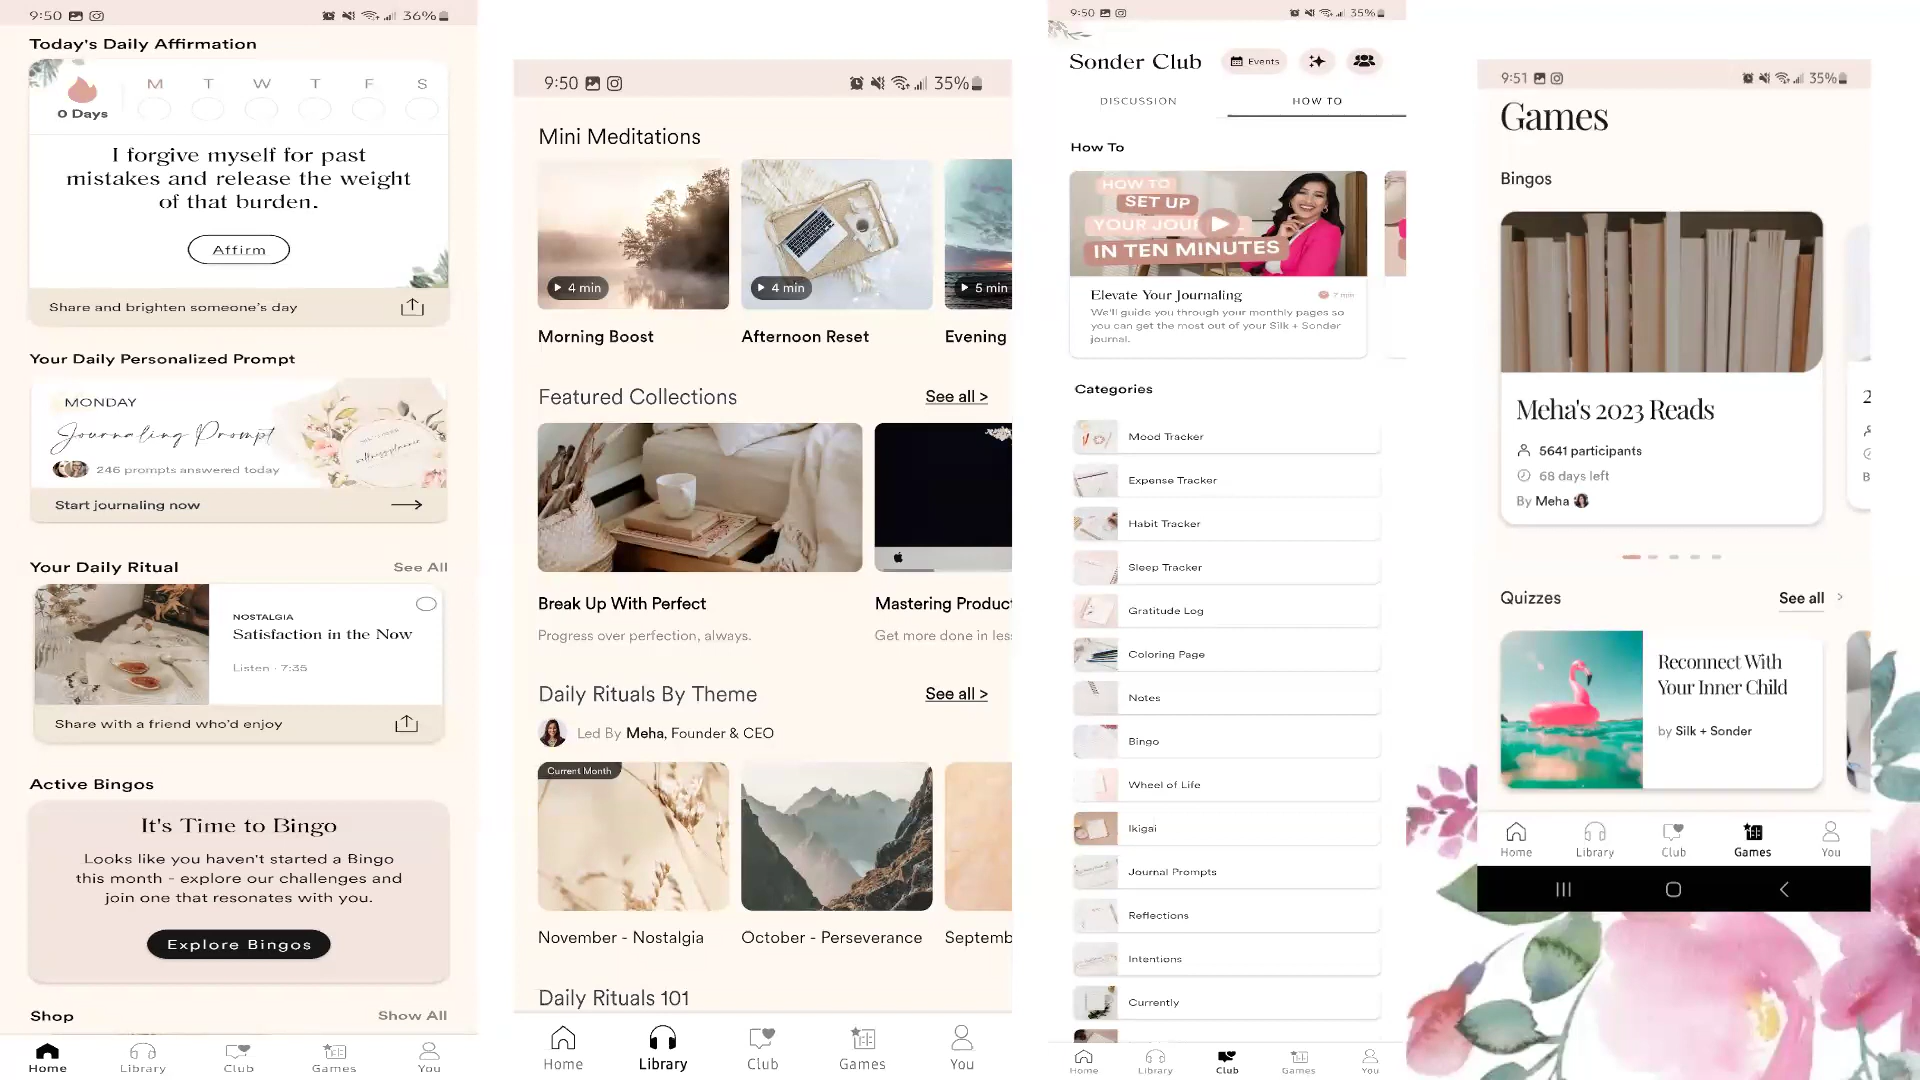 9:50
36%
Today's Daily Affirmation
M T W T F S
0 Days
I forgive myself for past
mistakes and release the weight
of that burden.
Affirm
Share and brighten someone's day
Your Daily Personalized Prompt
MONDAY
Journaling Prompt
246 prompts answered today
Start journaling now
Your Daily Ritual
See All
NOSTALGIA
Satisfaction in the Now
Listen · 7:35
Share with a friend who'd enjoy
Active Bingos
It's Time to Bingo
Looks like you haven't started a Bingo
this month - explore our challenges and
join one that resonates with you.
Explore Bingos
Shop
Show All
Home Library Club Games You
9:50
35%
Mini Meditations
4 min
4 min
5 min
Morning Boost
Afternoon Reset
Evening
Featured Collections
See all >
Break Up With Perfect
Progress over perfection, always.
Mastering Produc
Get more done in les
Daily Rituals By Theme
See all >
Led By Meha, Founder & CEO
Current Month
November - Nostalgia
October - Perseverance
Septemb
Daily Rituals 101
Home Library Club Games You
9:50
35%
Sonder Club
Events
DISCUSSION
HOW TO
How To
HOW TO
SET UP
YOUR JOU
IN TEN MINUTES
Elevate Your Journaling
7 min
We'll guide you through your monthly pages so
you can get the most out of your Silk + Sonder
journal.
Categories
Mood Tracker
Expense Tracker
Habit Tracker
Sleep Tracker
Gratitude Log
Coloring Page
Notes
Bingo
Wheel of Life
Ikigai
Journal Prompts
Reflections
Intentions
Currently
Home Library Club Games You
9:51
35%
Games
Bingos
Meha's 2023 Reads
5641 participants
68 days left
By Meha
2
B
Quizzes
See all >
Reconnect With
Your Inner Child
by Silk + Sonder
Home Library Club Games You